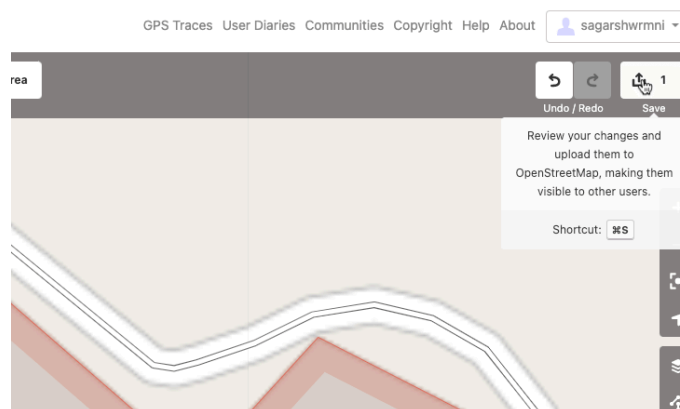 GPS Traces User Diaries Communities Copyright Help About sagarshwrmni
rea
1
Undo / Redo Save
Review your changes and
upload them to
OpenStreetMap, making them
visible to other users.
Shortcut: ⌘S